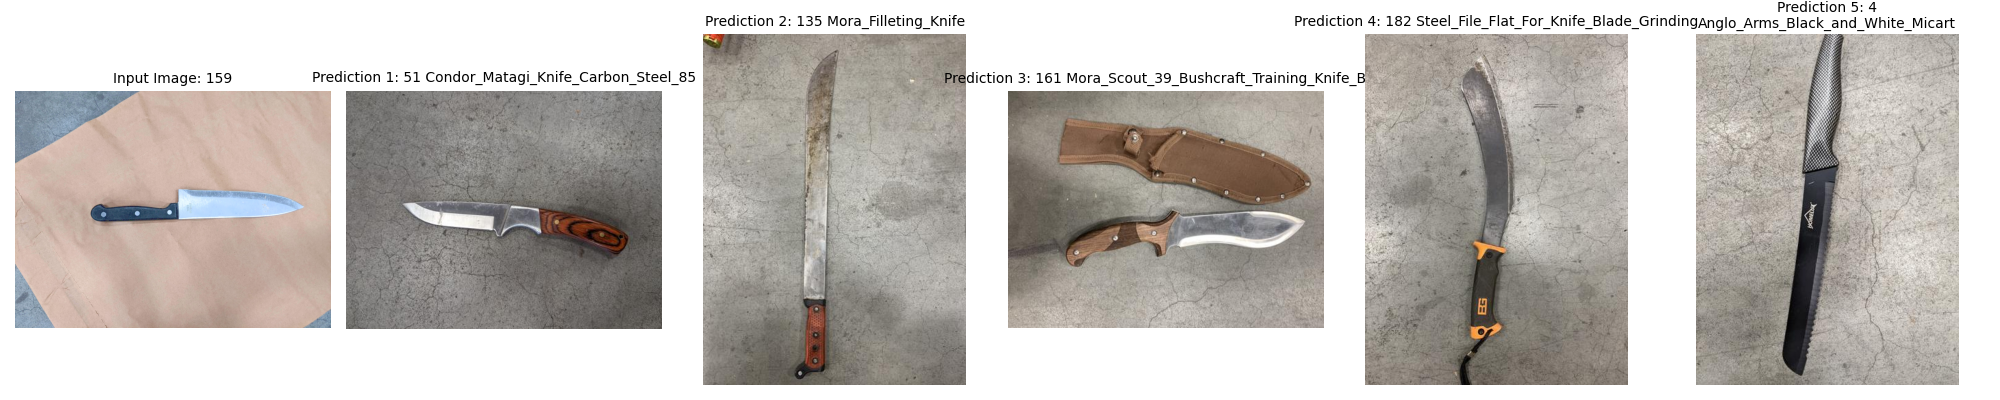 Input Image: 159
Prediction 1: 51 Condor_Matagi_Knife_Carbon_Steel_85
Prediction 2: 135 Mora_Filleting_Knife
Prediction 3: 161 Mora_Scout_39_Bushcraft_Training_Knife_B
Prediction 4: 182 Steel_File_Flat_For_Knife_Blade_Grinding
Prediction 5: 4
Anglo_Arms_Black_and_White_Micart
BG